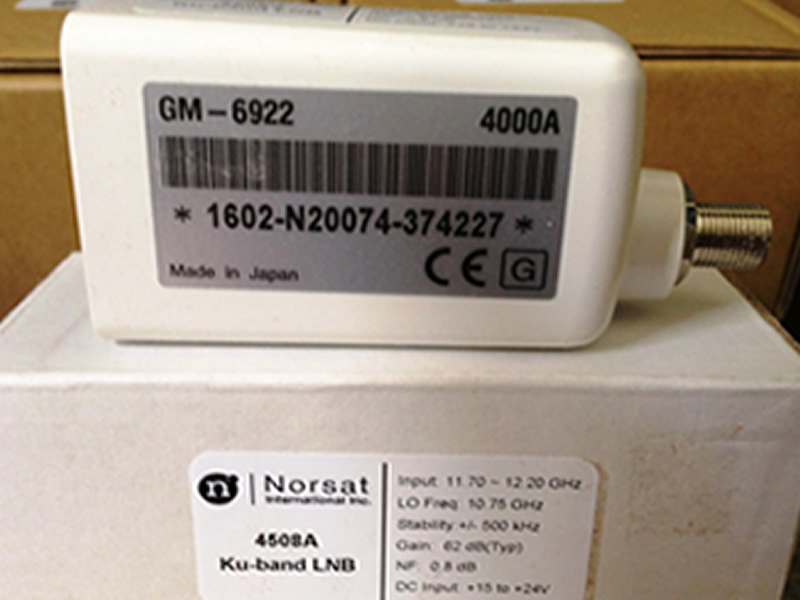 GM-6922 4000A
* 1602-N20074-374227 *
Made in Japan CE G
n Norsat
International Inc.
4508A
Ku-band LNB
Input: 11.70 ~ 12.20 GHz
LO Freq: 10.75 GHz
Stability:+/- 500 kHz
Gain: 62 dB(Typ)
NF: 0.8 dB
DC Input: +15 to +24V